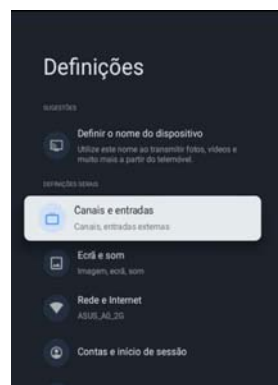 Definições
SUGESTÕES
Definir o nome do dispositivo
Utilize este nome ao transmitir fotos, vídeos e
muito mais a partir do telemóvel.
DEFINIÇÕES GERAIS
Canais e entradas
Canais, entradas externas
Ecrã e som
Imagem, ecrã, som
Rede e Internet
ASUS_A0_2G
Contas e início de sessão